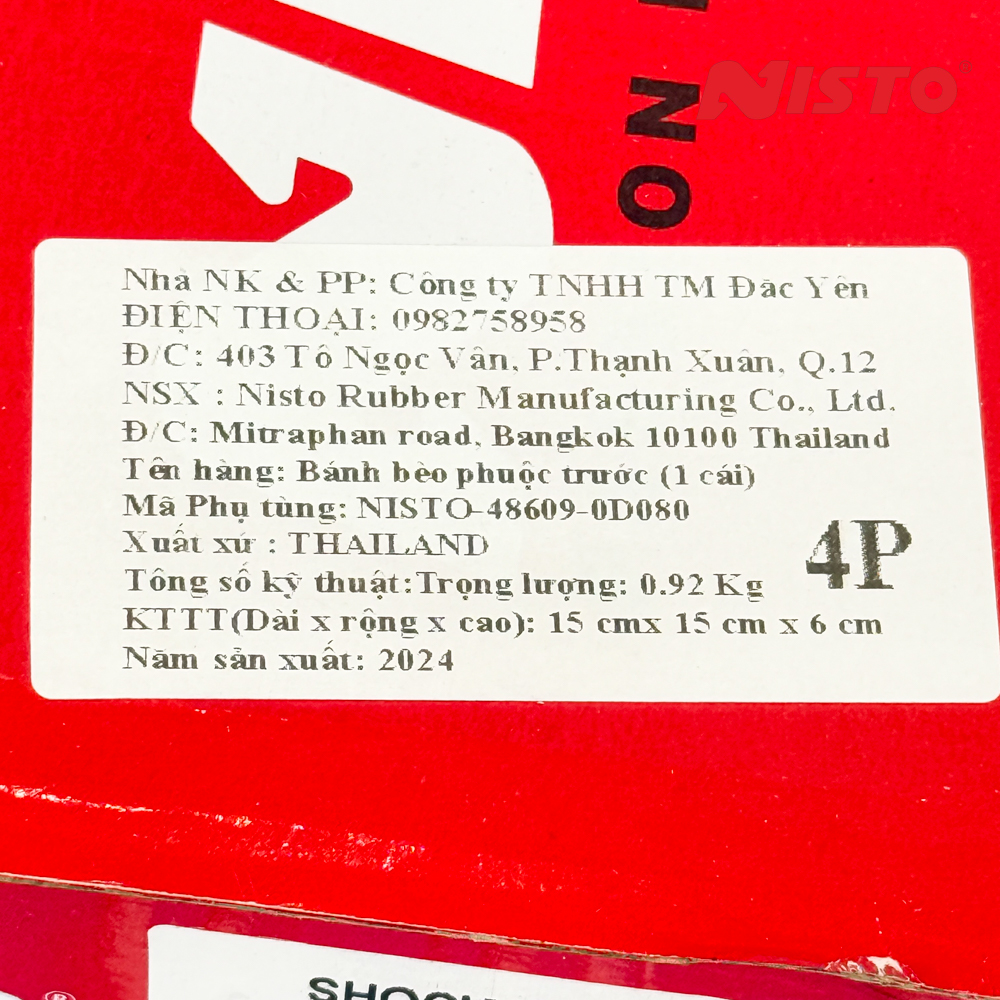 NISTO®
ON
Nhà NK & PP: Công ty TNHH TM Đăc Yên
ĐIỆN THOẠI: 0982758958
Đ/C: 403 Tô Ngọc Vân, P.Thạnh Xuân, Q.12
NSX : Nisto Rubber Manufacturing Co., Ltd.
Đ/C: Mitraphan road, Bangkok 10100 Thailand
Tên hàng: Bánh bèo phuộc trước (1 cái)
Mã Phụ tùng: NISTO-48609-0D080
Xuất xứ : THAILAND
4P
Tông số kỹ thuật:Trọng lượng: 0.92 Kg
KTTT(Dài x rộng x cao): 15 cmx 15 cm x 6 cm
Năm sản xuất: 2024